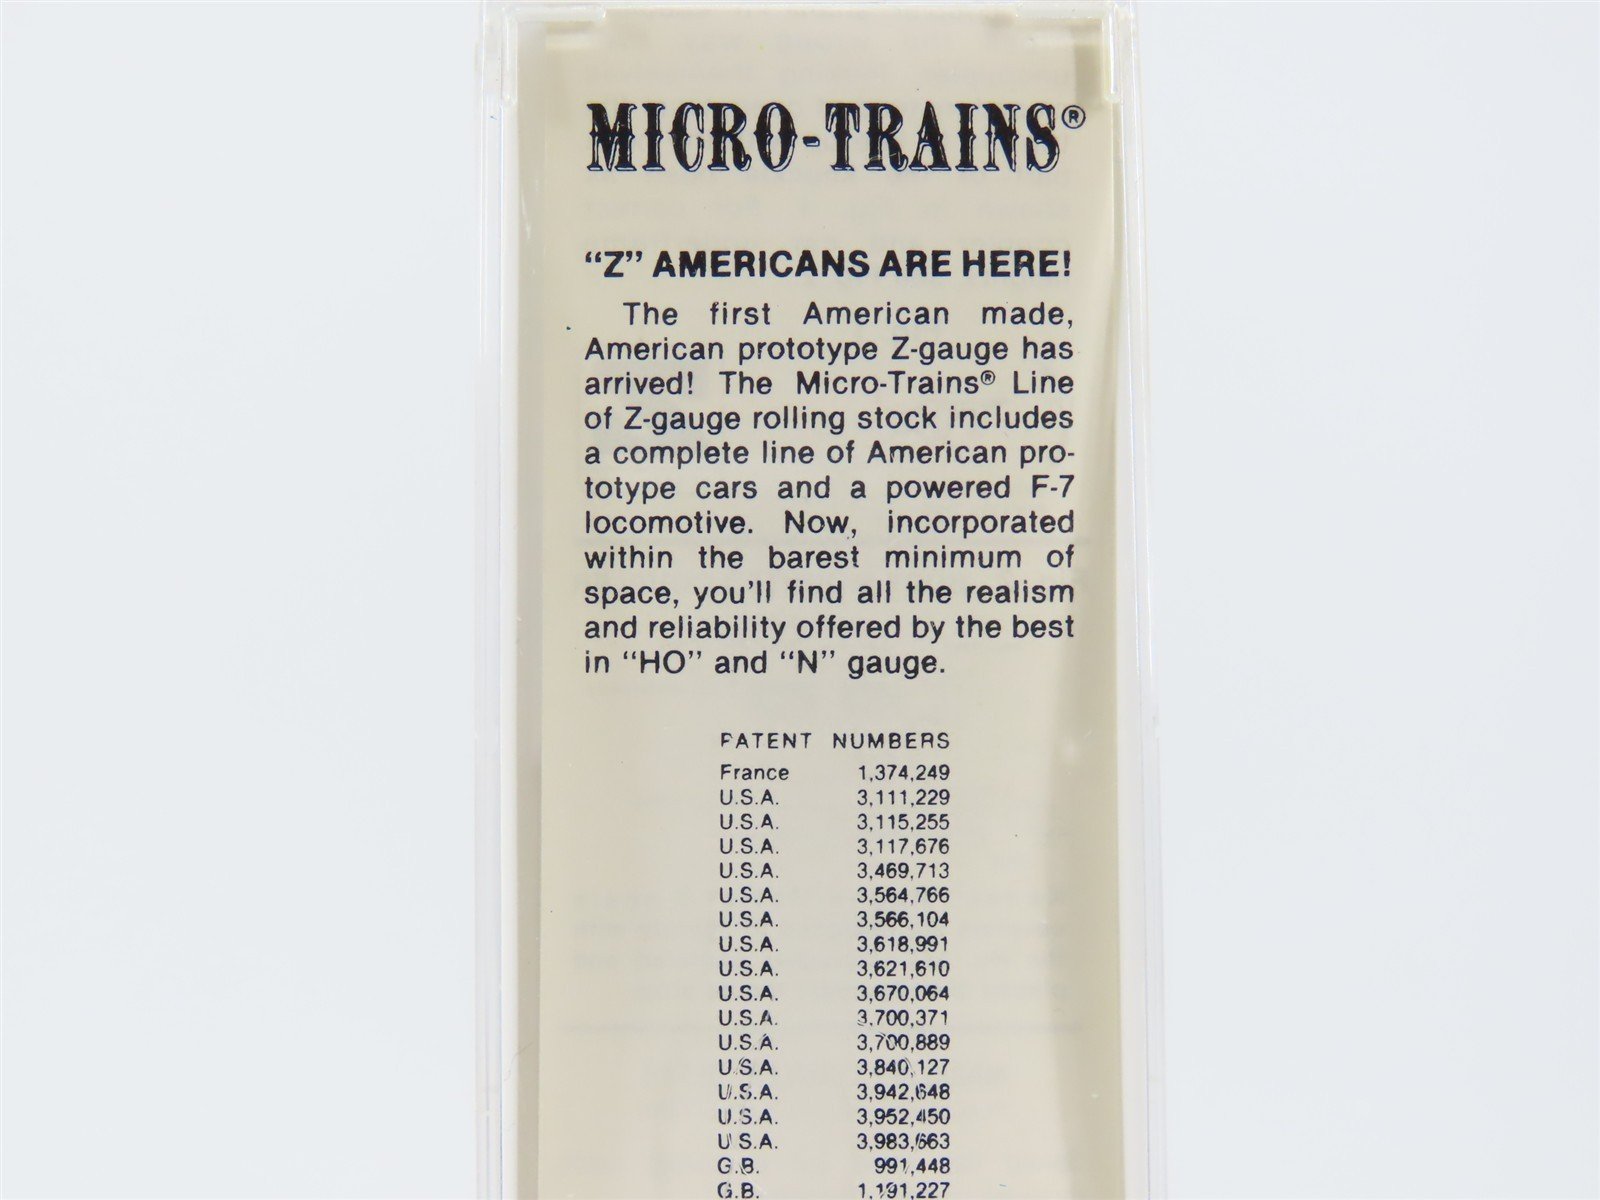 MICRO-TRAINS®
"Z" AMERICANS ARE HERE!
The first American made,
American prototype Z-gauge has
arrived! The Micro-Trains® Line
of Z-gauge rolling stock includes
a complete line of American pro-
totype cars and a powered F-7
locomotive. Now, incorporated
within the barest minimum of
space, you'll find all the realism
and reliability offered by the best
in "HO" and "N" gauge.
PATENT NUMBERS
France 1,374,249
U.S.A. 3,111,229
U.S.A. 3,115,255
U.S.A. 3,117,676
U.S.A. 3,469,713
U.S.A. 3,564,766
U.S.A. 3,566,104
U.S.A. 3,618,991
U.S.A. 3,621,610
U.S.A. 3,670,064
U.S.A. 3,700,371
U.S.A. 3,700,889
U.S.A. 3,840,127
U.S.A. 3,942,648
U.S.A. 3,952,450
U.S.A. 3,983,663
G.B. 991,448
G.B. 1,191,227